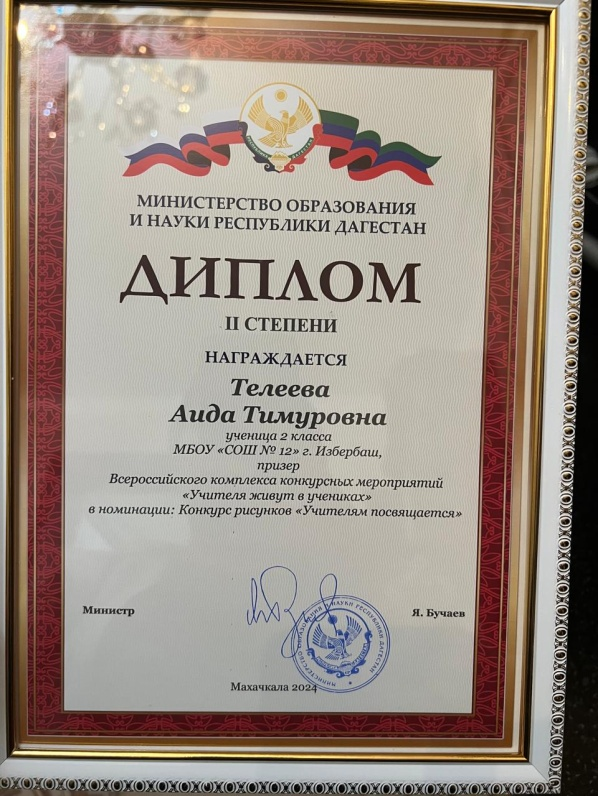 МИНИСТЕРСТВО ОБРАЗОВАНИЯ
И НАУКИ РЕСПУБЛИКИ ДАГЕСТАН
ДИПЛОМ
II СТЕПЕНИ
НАГРАЖДАЕТСЯ
Телеева
Аида Тимуровна
ученица 2 класса
МБОУ «СОШ № 12» г. Избербаш,
призер
Всероссийского комплекса конкурсных мероприятий
«Учителя живут в учениках»
в номинации: Конкурс рисунков «Учителям посвящается»
Министр
Я. Бучаев
МИНИСТЕРСТВО ОБРАЗОВАНИЯ И НАУКИ РЕСПУБЛИКИ ДАГЕСТАН
Махачкала 2024